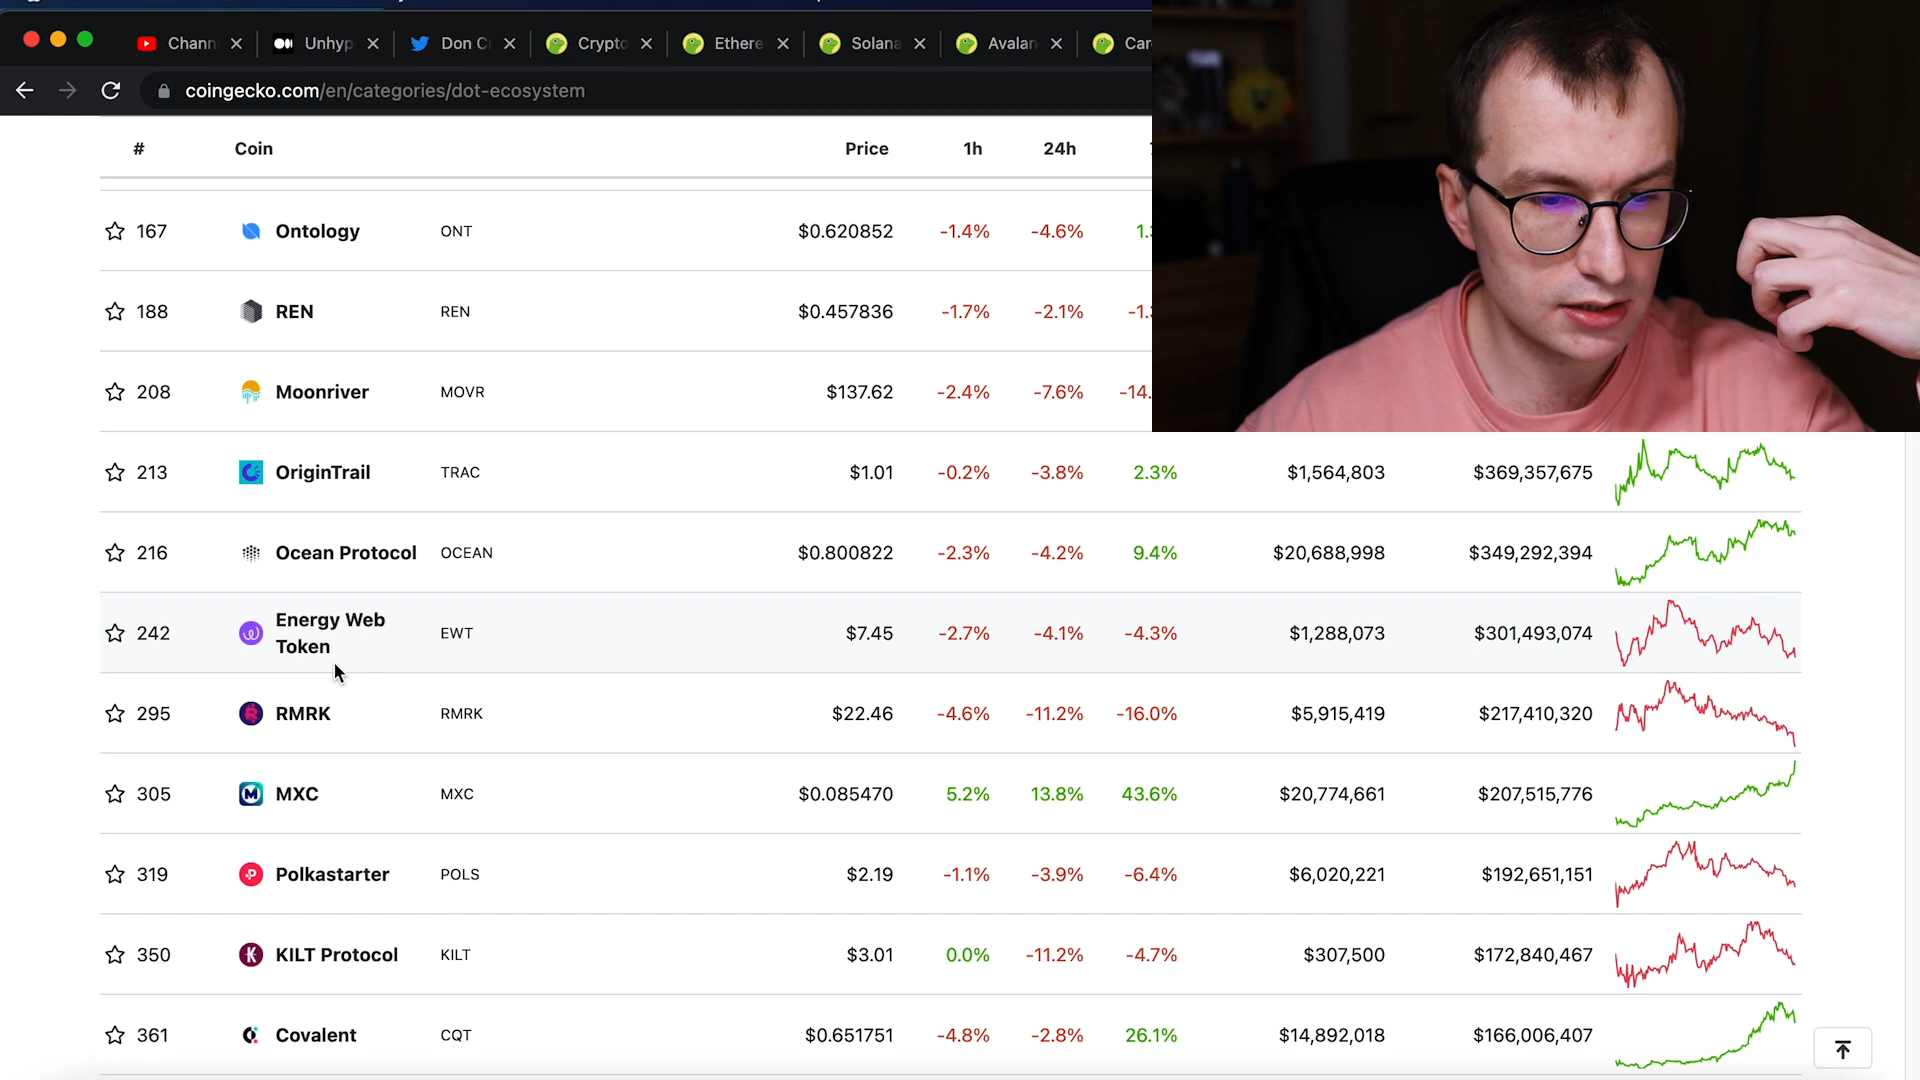 Chann Unhyp Don C Crypto Ethere Solana Avalan Car
coingecko.com/en/categories/dot-ecosystem
# Coin Price 1h 24h
167 Ontology ONT $0.620852 -1.4% -4.6%
188 REN REN $0.457836 -1.7% -2.1%
208 Moonriver MOVR $137.62 -2.4% -7.6% -14.
213 OriginTrail TRAC $1.01 -0.2% -3.8% 2.3% $1,564,803 $369,357,675
216 Ocean Protocol OCEAN $0.800822 -2.3% -4.2% 9.4% $20,688,998 $349,292,394
242 Energy Web Token EWT $7.45 -2.7% -4.1% -4.3% $1,288,073 $301,493,074
295 RMRK RMRK $22.46 -4.6% -11.2% -16.0% $5,915,419 $217,410,320
305 MXC MXC $0.085470 5.2% 13.8% 43.6% $20,774,661 $207,515,776
319 Polkastarter POLS $2.19 -1.1% -3.9% -6.4% $6,020,221 $192,651,151
350 KILT Protocol KILT $3.01 0.0% -11.2% -4.7% $307,500 $172,840,467
361 Covalent CQT $0.651751 -4.8% -2.8% 26.1% $14,892,018 $166,006,407